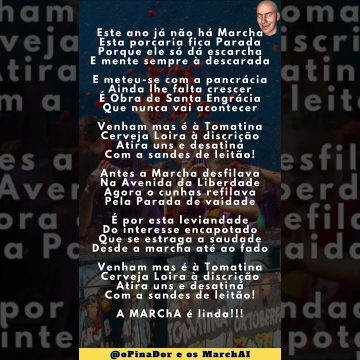 Este ano já não há Marcha
Esta porcaria fica Parada
Porque ele só dá escarcha
E mente sempre à descarada
E meteu-se com a pancrácia
Ainda lhe falta crescer
É Obra de Santa Engrácia
Que nunca vai acontecer
Venham mas é à Tomatina
Cerveja Loira à discrição
Atira uns e desatina
Com a sandes de leitão!
Antes a Marcha desfilava
Na Avenida da Liberdade
Agora o cunhas refilava
Pela Parada de vaidade
É por esta leviandade
Do interesse encapotado
Que se estraga a saudade
Desde a marcha até ao fado
Venham mas é à Tomatina
Cerveja Loira à discrição
Atira uns e desatina
Com a sandes de leitão!
A MARChA é linda!!!
@oPinaDor e os MarchAI